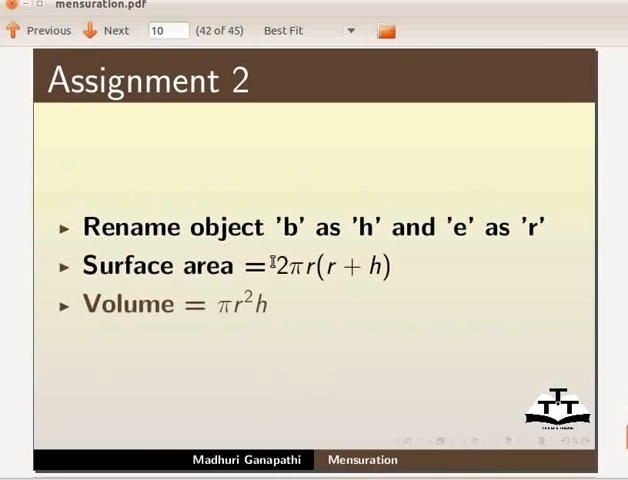 mensuration.pdf
Previous Next 10 (42 of 45) Best Fit
Assignment 2
▸ Rename object 'b' as 'h' and 'e' as 'r'
▸ Surface area = 2πr(r + h)
▸ Volume = πr²h
Madhuri Ganapathi Mensuration